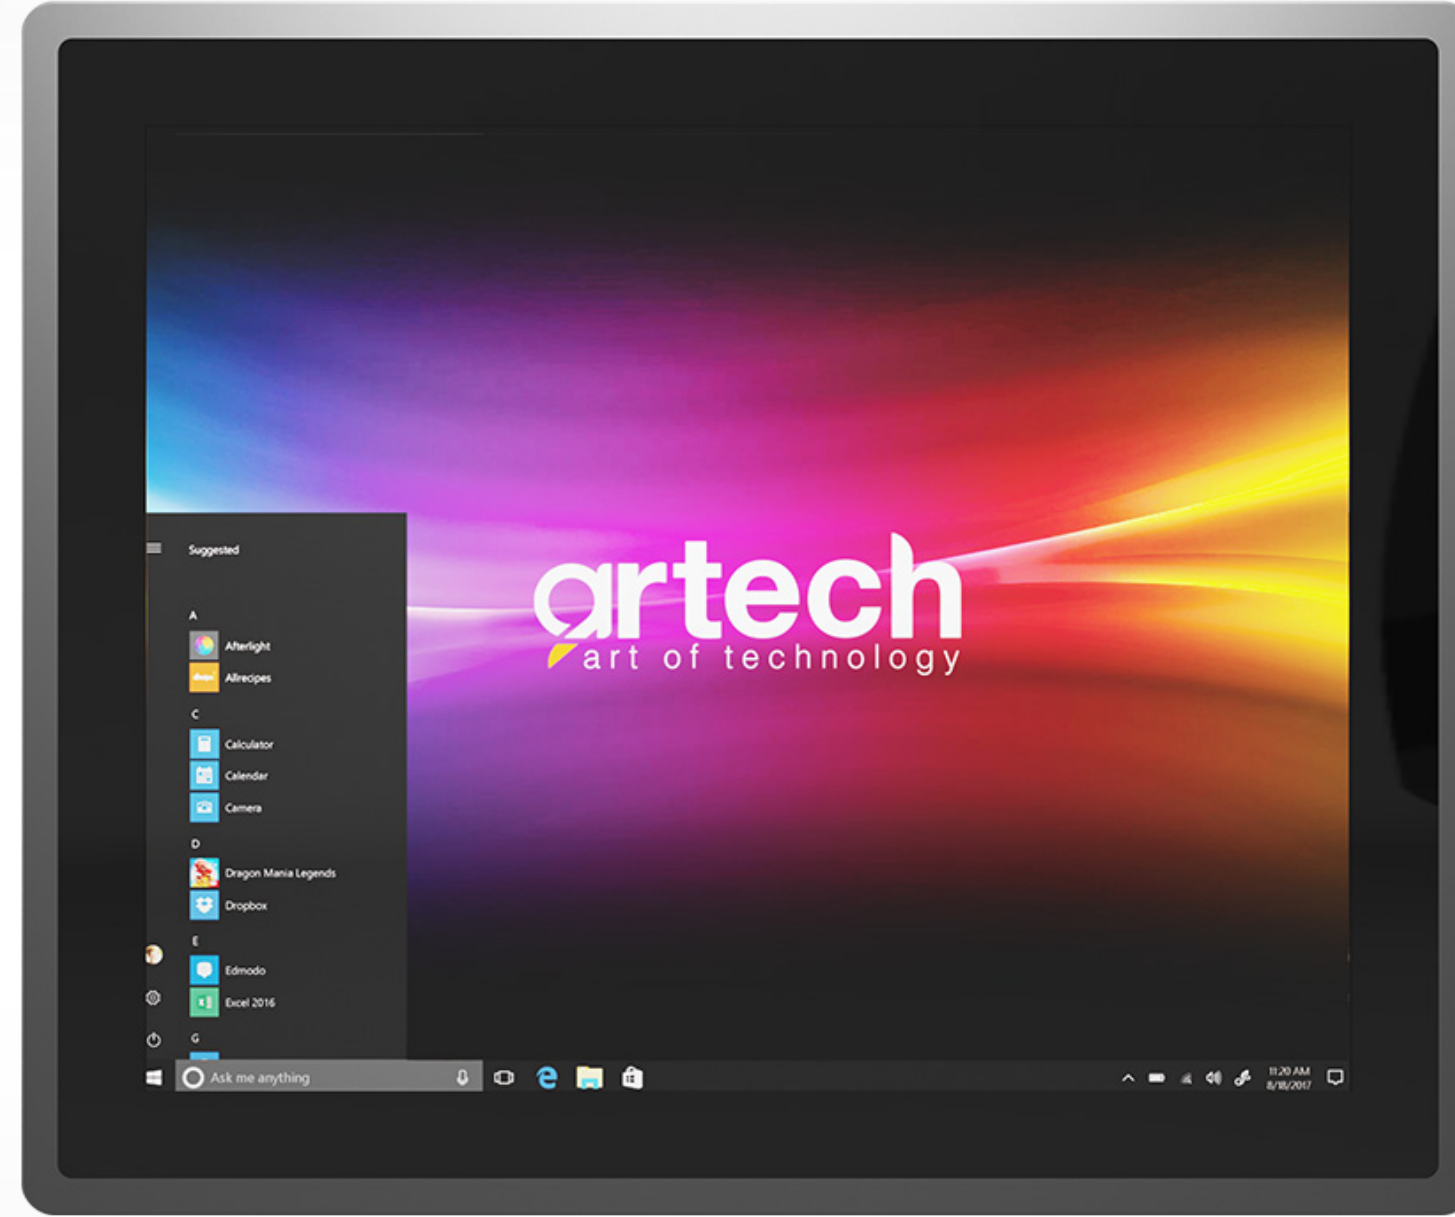 artech
art of technology
Suggested
A
Afterlight
Allrecipes
C
Calculator
Calendar
Camera
D
Dragon Mania Legends
Dropbox
E
Edmodo
Excel 2016
G
Ask me anything
11:20 AM
8/18/2017